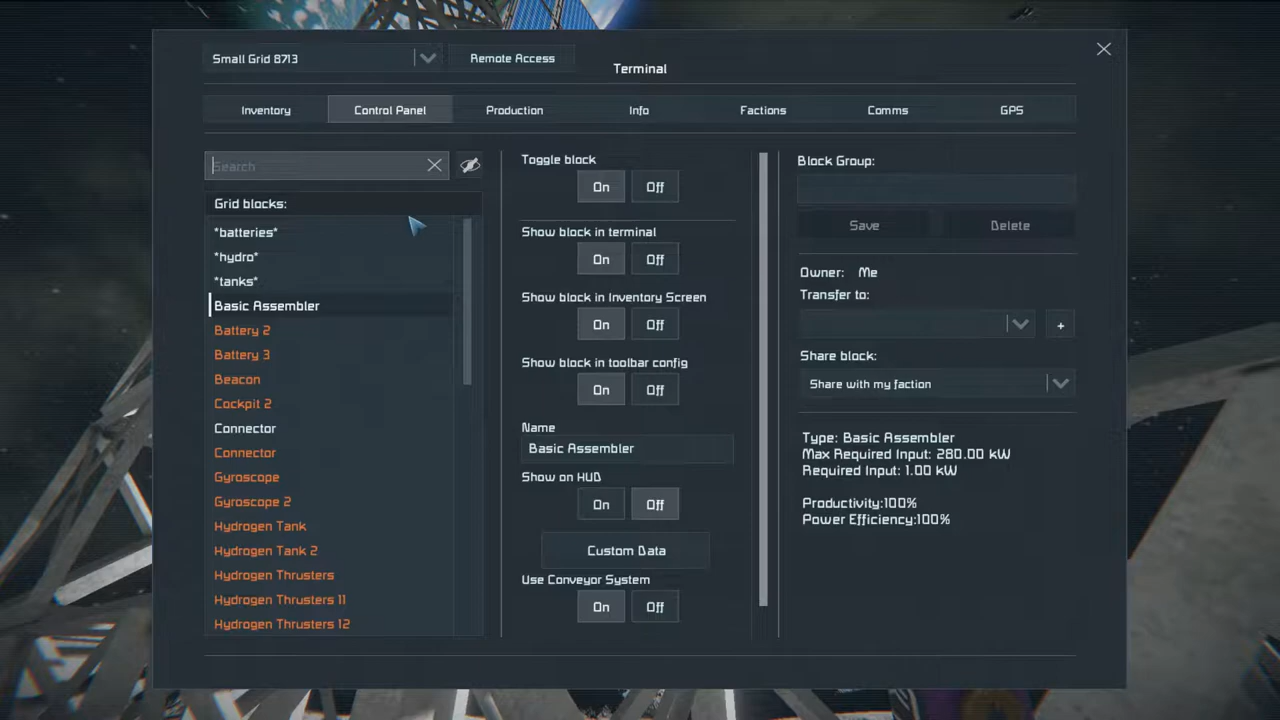 Small Grid 8713
Remote Access
Terminal
Inventory
Control Panel
Production
Info
Factions
Comms
GPS
Search
Grid blocks:
*batteries*
*hydro*
*tanks*
Basic Assembler
Battery 2
Battery 3
Beacon
Cockpit 2
Connector
Connector
Gyroscope
Gyroscope 2
Hydrogen Tank
Hydrogen Tank 2
Hydrogen Thrusters
Hydrogen Thrusters 11
Hydrogen Thrusters 12
Toggle block
On Off
Show block in terminal
On Off
Show block in Inventory Screen
On Off
Show block in toolbar config
On Off
Name
Basic Assembler
Show on HUD
On Off
Custom Data
Use Conveyor System
On Off
Block Group:
Save Delete
Owner: Me
Transfer to:
+
Share block:
Share with my faction
Type: Basic Assembler
Max Required Input: 280.00 kW
Required Input: 1.00 kW
Productivity:100%
Power Efficiency:100%